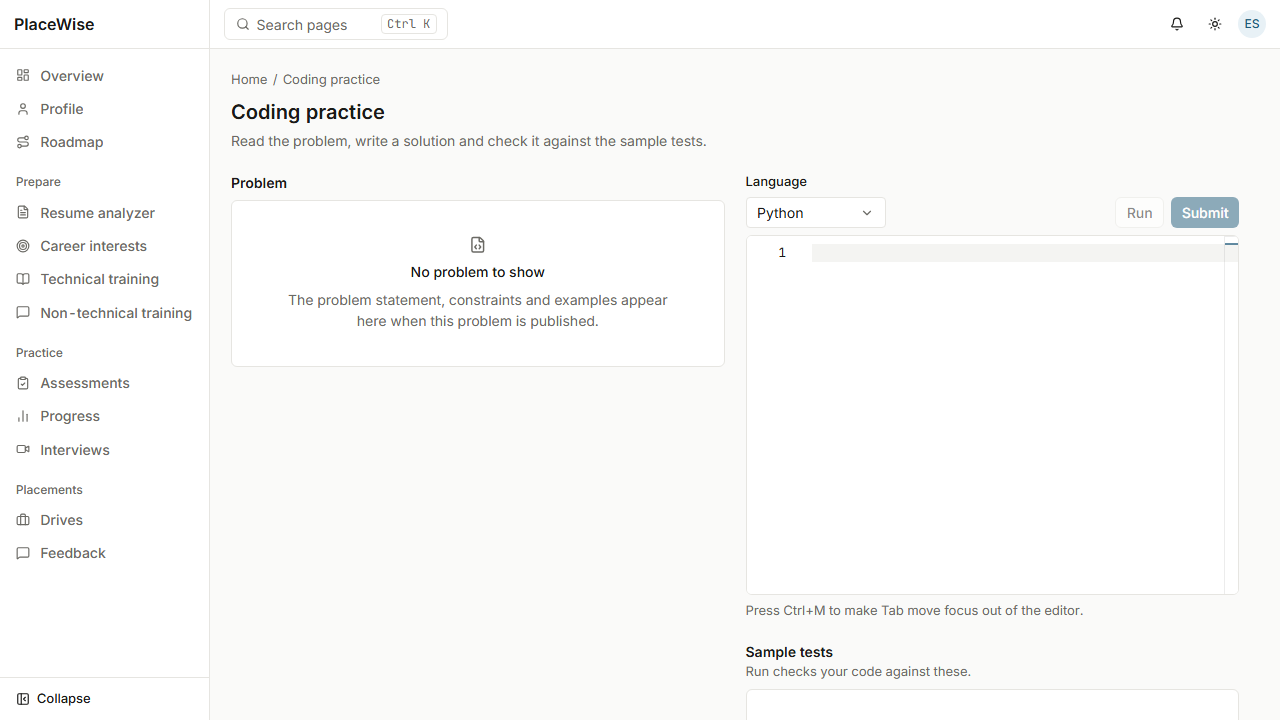 PlaceWise
Search pages
Ctrl K
ES
Overview
Profile
Roadmap
Prepare
Resume analyzer
Career interests
Technical training
Non-technical training
Practice
Assessments
Progress
Interviews
Placements
Drives
Feedback
Collapse
Home / Coding practice
Coding practice
Read the problem, write a solution and check it against the sample tests.
Problem
No problem to show
The problem statement, constraints and examples appear
here when this problem is published.
Language
Python
Run
Submit
1
Press Ctrl+M to make Tab move focus out of the editor.
Sample tests
Run checks your code against these.